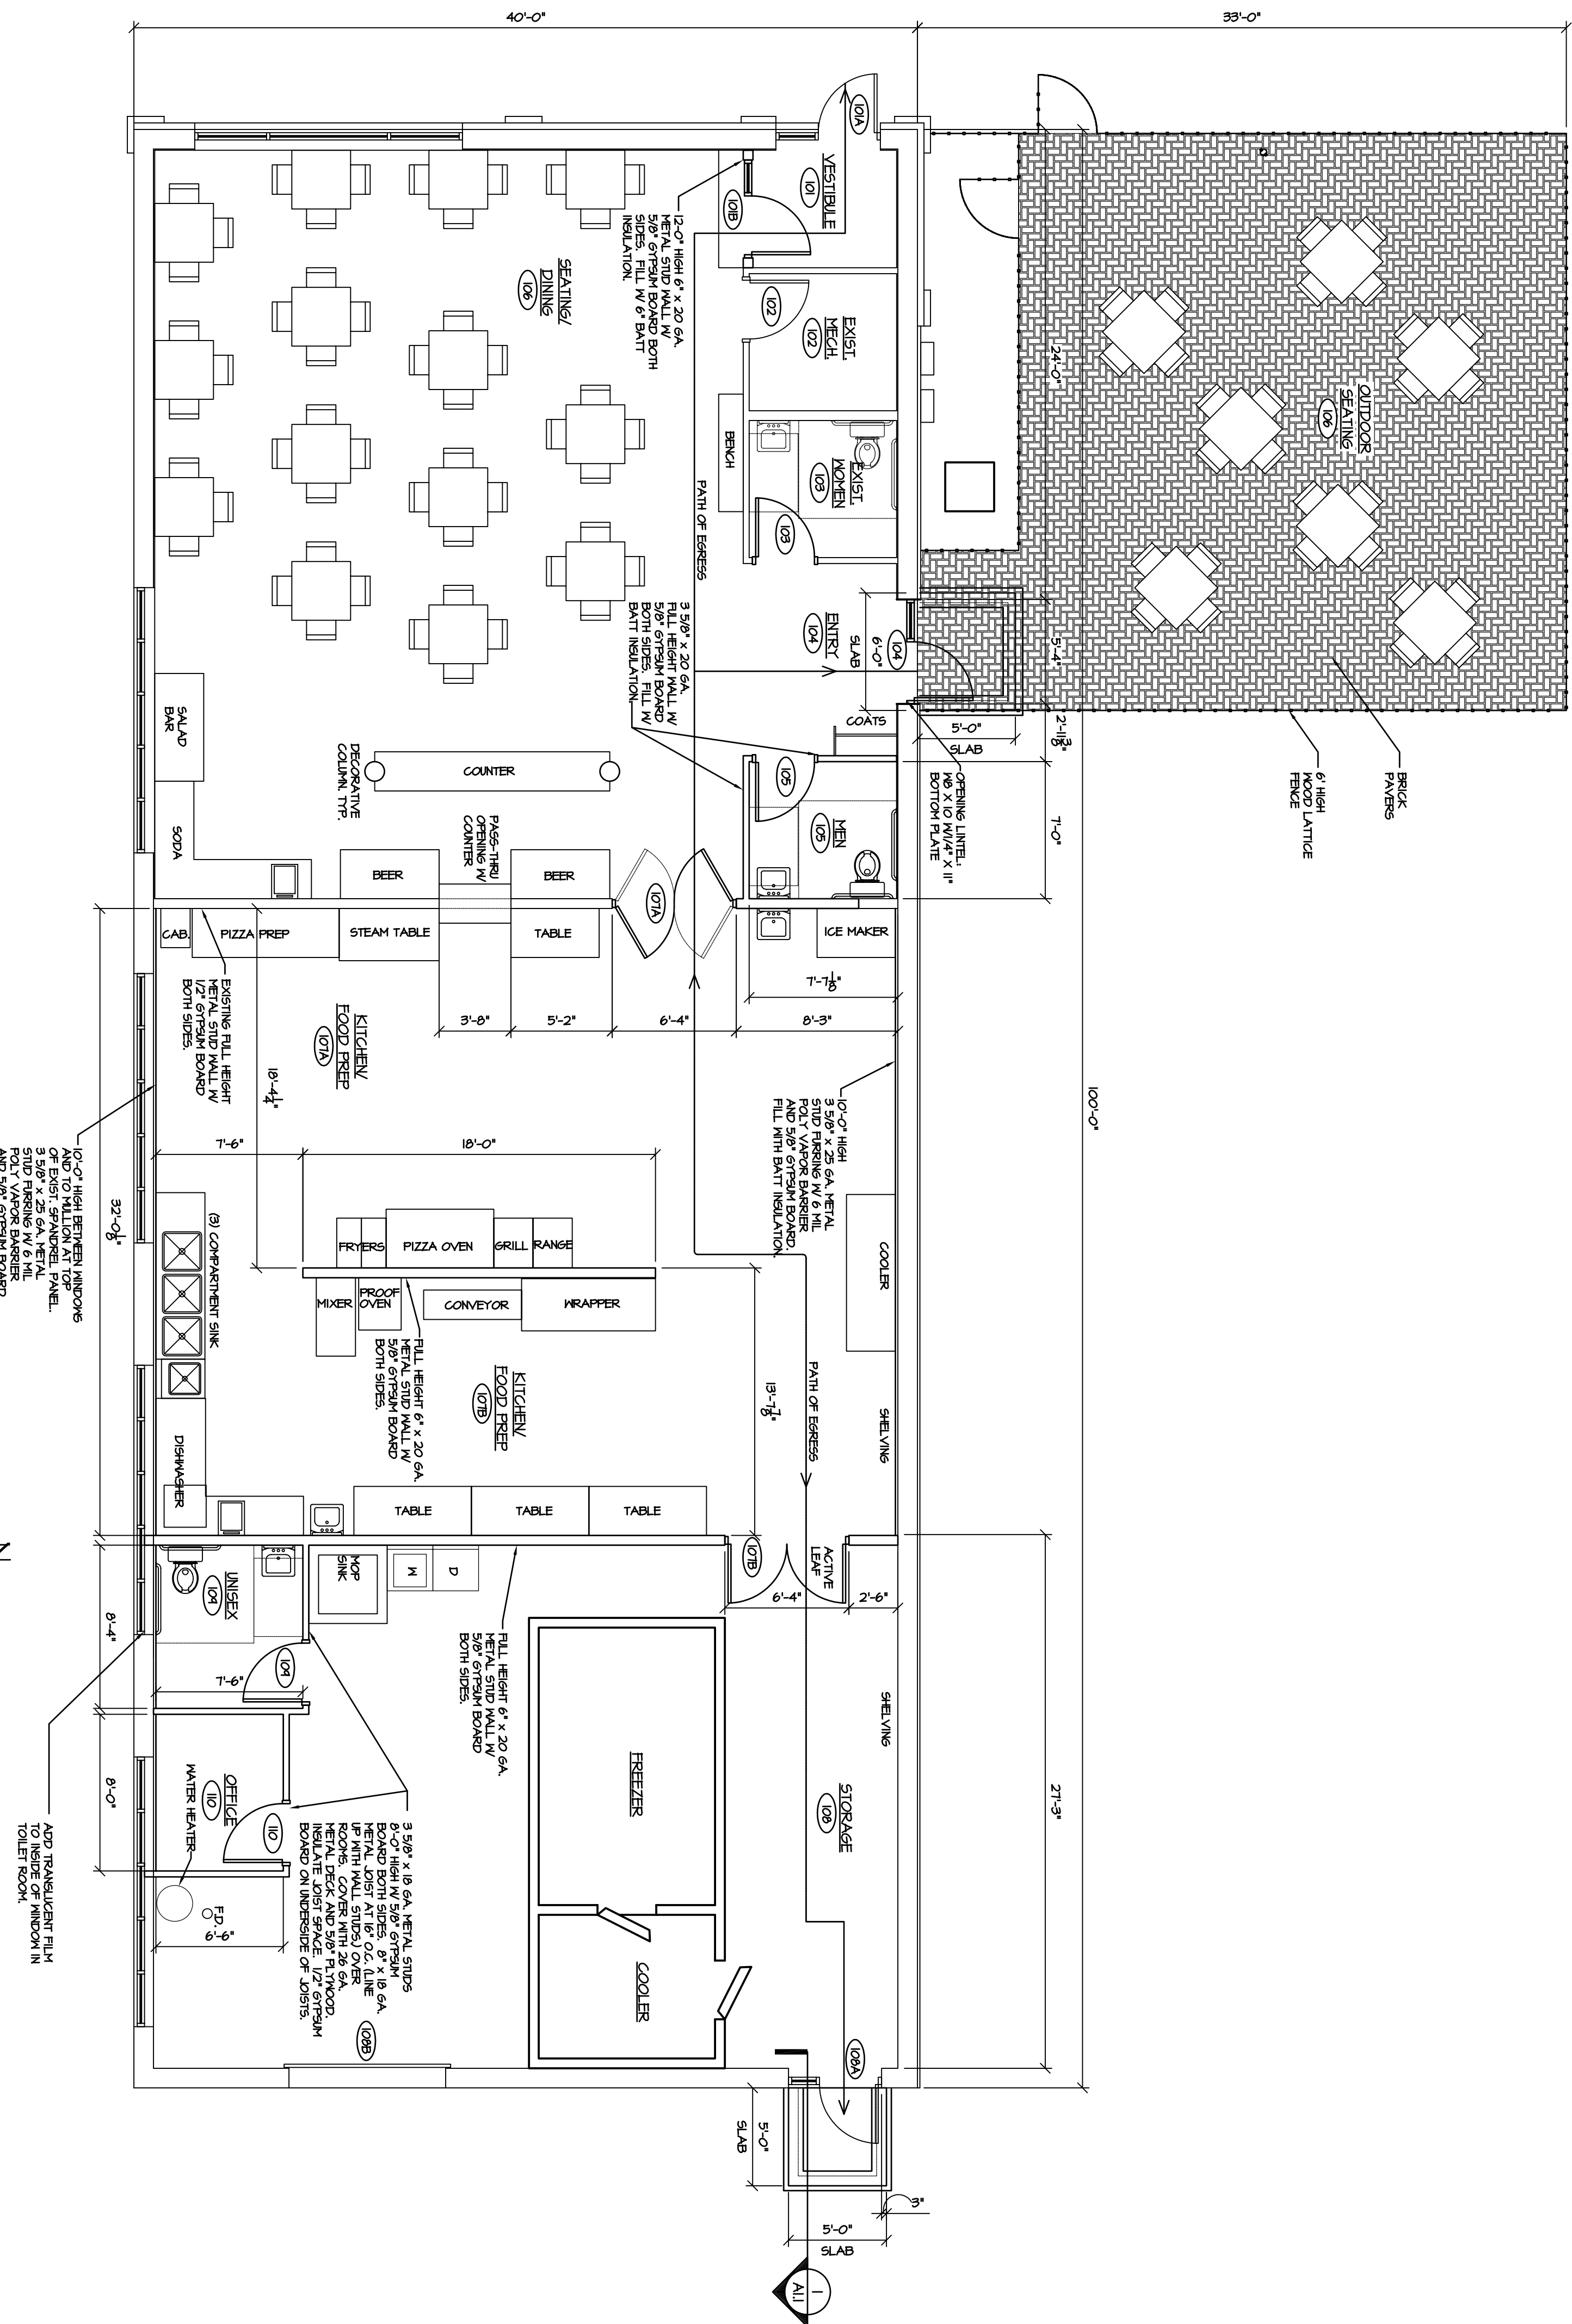 40'-0"
33'-0"
101A
VESTIBULE
101
101B
12'-0" HIGH 6" x 20 GA.
METAL STUD WALL W/
5/8" GYPSUM BOARD BOTH
SIDES. FILL W/ 6" BATT
INSULATION.
SEATING/
DINING
106
EXIST.
MECH.
102
102
24'-0"
OUTDOOR
SEATING
106
BENCH
EXIST.
WOMEN
103
103
PATH OF EGRESS
3 5/8" x 20 GA.
FULL HEIGHT WALL W/
5/8" GYPSUM BOARD
BOTH SIDES. FILL W/
BATT INSULATION.
ENTRY
104
SLAB
6'-0"
104
5'-4"
COATS
5'-0"
SLAB
2'-11 3/8"
BRICK
PAVERS
6' HIGH
WOOD LATTICE
FENCE
SALAD
BAR
DECORATIVE
COLUMN, TYP.
COUNTER
105
MEN
105
OPENING LINTEL:
W8 X 10 W/1/4" X 11"
BOTTOM PLATE
7'-0"
SODA
PASS-THRU
OPENING W/
COUNTER
BEER
BEER
107A
CAB.
PIZZA PREP
STEAM TABLE
TABLE
ICE MAKER
EXISTING FULL HEIGHT
METAL STUD WALL W/
1/2" GYPSUM BOARD
BOTH SIDES.
KITCHEN/
FOOD PREP
107A
3'-8"
5'-2"
6'-4"
8'-3"
7'-7 1/8"
18'-4 1/2"
10'-0" HIGH
3 5/8" x 25 GA. METAL
STUD FURRING W/ 6 MIL
POLY VAPOR BARRIER
AND 5/8" GYPSUM BOARD.
FILL WITH BATT INSULATION.
100'-0"
7'-6"
18'-0"
10'-0" HIGH BETWEEN WINDOWS
AND TO MULLION AT TOP
OF EXIST. SPANDREL PANEL.
3 5/8" x 25 GA. METAL
STUD FURRING W/ 6 MIL
POLY VAPOR BARRIER
AND 5/8" GYPSUM BOARD
32'-0 1/8"
(3) COMPARTMENT SINK
FRYERS
PIZZA OVEN
GRILL
RANGE
COOLER
MIXER
PROOF
OVEN
CONVEYOR
WRAPPER
FULL HEIGHT 6" x 20 GA.
METAL STUD WALL W/
5/8" GYPSUM BOARD
BOTH SIDES.
KITCHEN/
FOOD PREP
107B
13'-7 7/8"
PATH OF EGRESS
SHELVING
DISHWASHER
TABLE
TABLE
TABLE
107B
ACTIVE
LEAF
6'-4"
2'-6"
UNISEX
109
MOP
SINK
W
D
8'-4"
109
7'-6"
FULL HEIGHT 6" x 20 GA.
METAL STUD WALL W/
5/8" GYPSUM BOARD
BOTH SIDES.
SHELVING
FREEZER
STORAGE
108
27'-3"
8'-0"
WATER HEATER
OFFICE
110
110
F.D.
6'-6"
3 5/8" x 18 GA. METAL STUDS
8'-0" HIGH W/ 5/8" GYPSUM
BOARD BOTH SIDES. 8" x 18 GA.
METAL JOIST AT 16" O.C. (LINE
UP WITH WALL STUDS) OVER
ROOMS. COVER WITH 26 GA.
METAL DECK AND 5/8" PLYWOOD.
INSULATE JOIST SPACE. 1/2" GYPSUM
BOARD ON UNDERSIDE OF JOISTS.
ADD TRANSLUCENT FILM
TO INSIDE OF WINDOW IN
TOILET ROOM.
COOLER
108B
108A
5'-0"
SLAB
3"
5'-0"
SLAB
1
A1.1